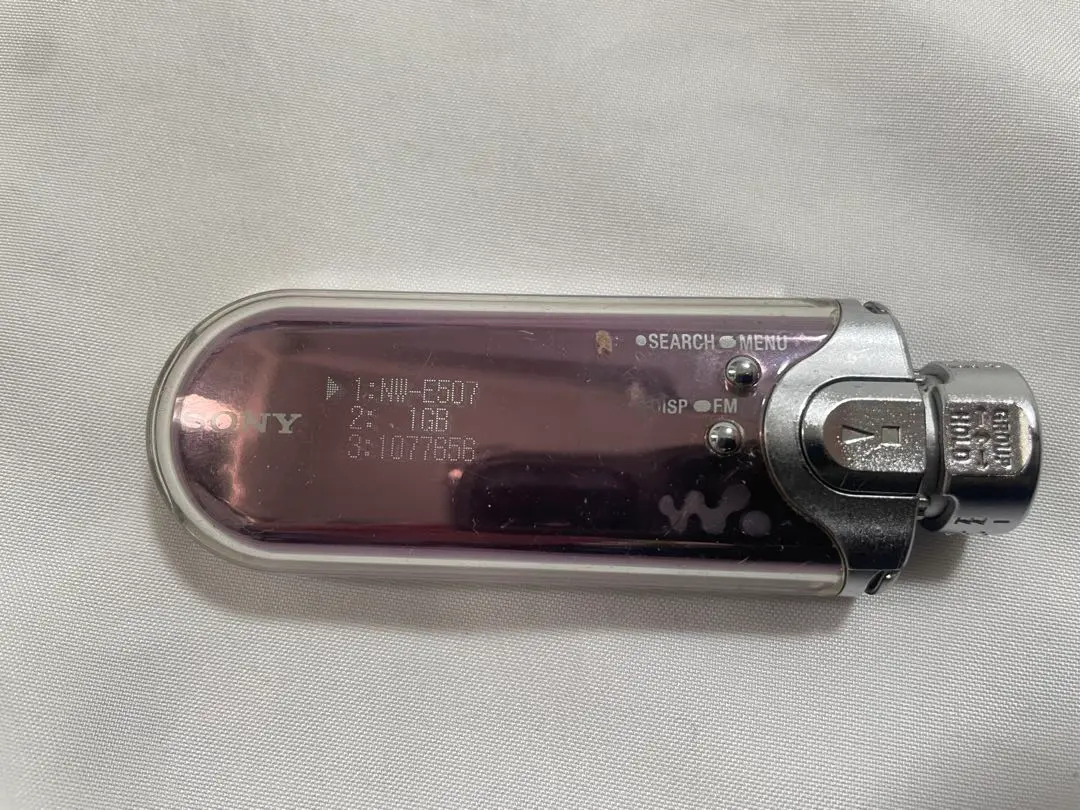 SEARCH MENU
1:NW-E507
DISP FM
SONY
2: 1GB
3:1077656
GROUP
HOLD